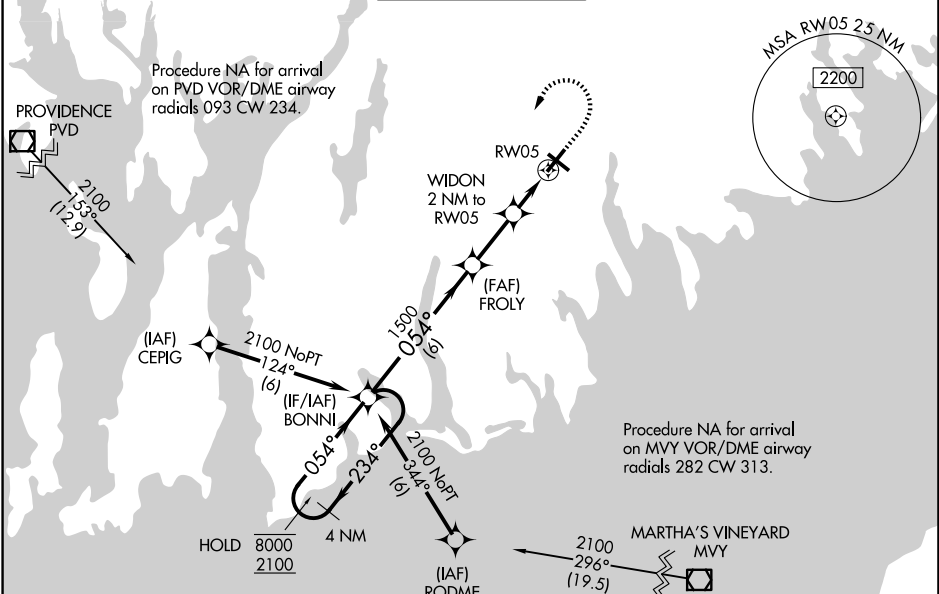 MSA RW05 25 NM
2200
Procedure NA for arrival
on PVD VOR/DME airway
radials 093 CW 234.
PROVIDENCE
PVD
2100
153°
(12.9)
RW05
WIDON
2 NM to
RW05
(FAF)
FROLY
1500
054°
(6)
(IAF)
CEPIG
2100 NoPT
124°
(6)
(IF/IAF)
BONNI
054°
234°
2100 NoPT
344°
(6)
HOLD
8000
2100
4 NM
Procedure NA for arrival
on MVY VOR/DME airway
radials 282 CW 313.
MARTHA'S VINEYARD
MVY
2100
296°
(19.5)
(IAF)
RODME